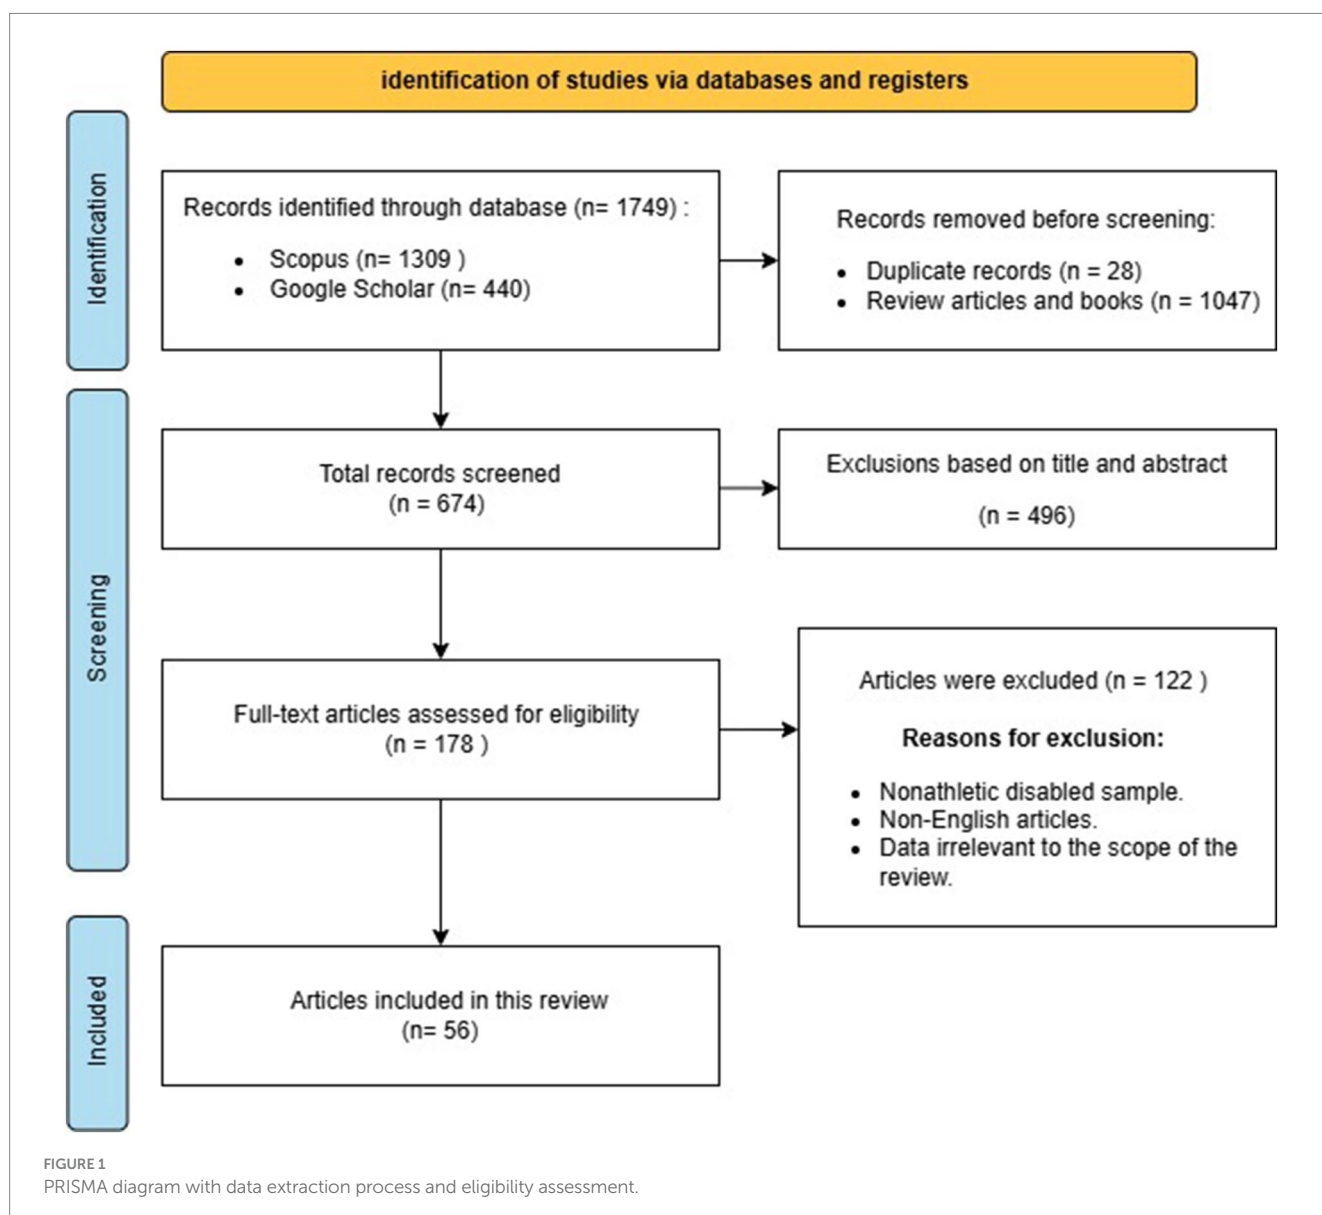 identification of studies via databases and registers
Identification
Records identified through database (n= 1749) :
• Scopus (n= 1309 )
• Google Scholar (n= 440)
Records removed before screening:
• Duplicate records (n = 28)
• Review articles and books (n = 1047)
Screening
Total records screened
(n = 674)
Exclusions based on title and abstract
(n = 496)
Full-text articles assessed for eligibility
(n = 178 )
Articles were excluded (n = 122 )
Reasons for exclusion:
• Nonathletic disabled sample.
• Non-English articles.
• Data irrelevant to the scope of the
review.
Included
Articles included in this review
(n= 56)
FIGURE 1
PRISMA diagram with data extraction process and eligibility assessment.